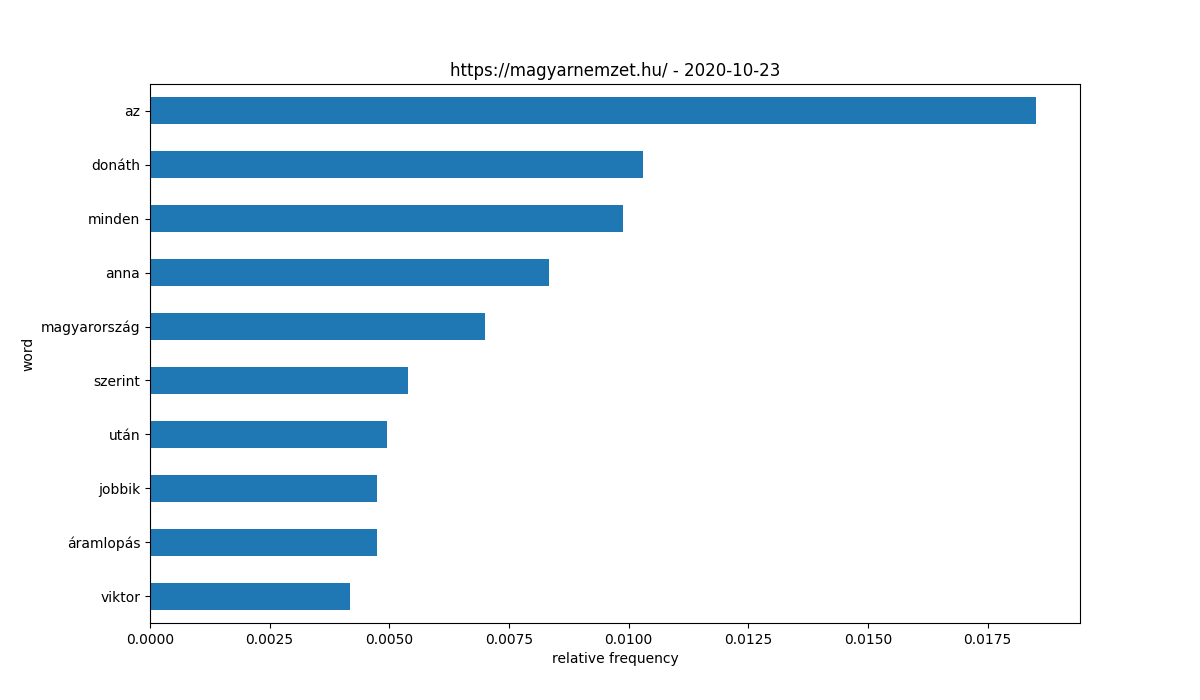 https://magyarnemzet.hu/ - 2020-10-23
az
donáth
minden
anna
magyarország
szerint
után
jobbik
áramlopás
viktor
word
0.0000 0.0025 0.0050 0.0075 0.0100 0.0125 0.0150 0.0175
relative frequency